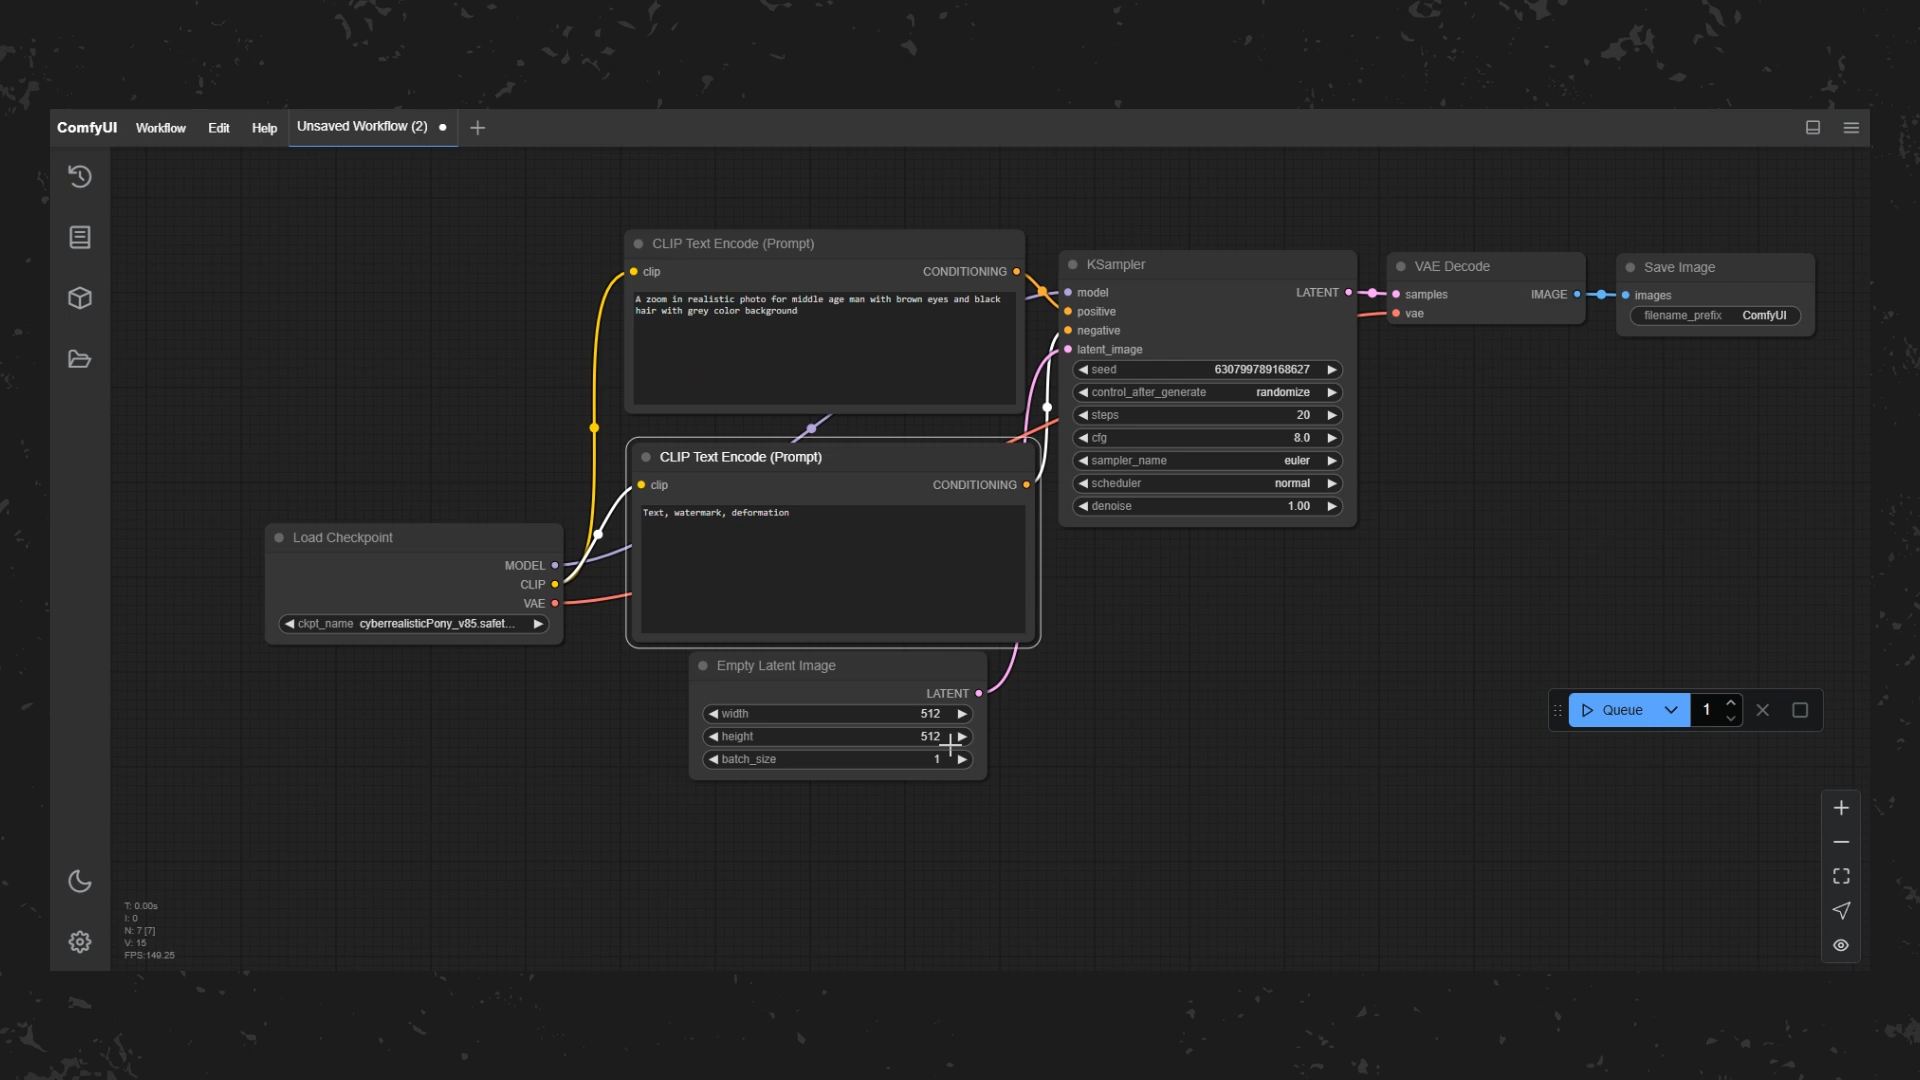 ComfyUI Workflow Edit Help Unsaved Workflow (2)
CLIP Text Encode (Prompt)
clip CONDITIONING
A zoom in realistic photo for middle age man with brown eyes and black
hair with grey color background
CLIP Text Encode (Prompt)
clip CONDITIONING
Text, watermark, deformation
Load Checkpoint
MODEL
CLIP
VAE
ckpt_name cyberrealisticPony_v85.safet...
Empty Latent Image
LATENT
width 512
height 512
batch_size 1
KSampler
model LATENT
positive
negative
latent_image
seed 630799789168627
control_after_generate randomize
steps 20
cfg 8.0
sampler_name euler
scheduler normal
denoise 1.00
VAE Decode
samples IMAGE
vae
Save Image
images
filename_prefix ComfyUI
Queue 1
T: 0.00s
I: 0
N: 7 [7]
V: 15
FPS:149.25